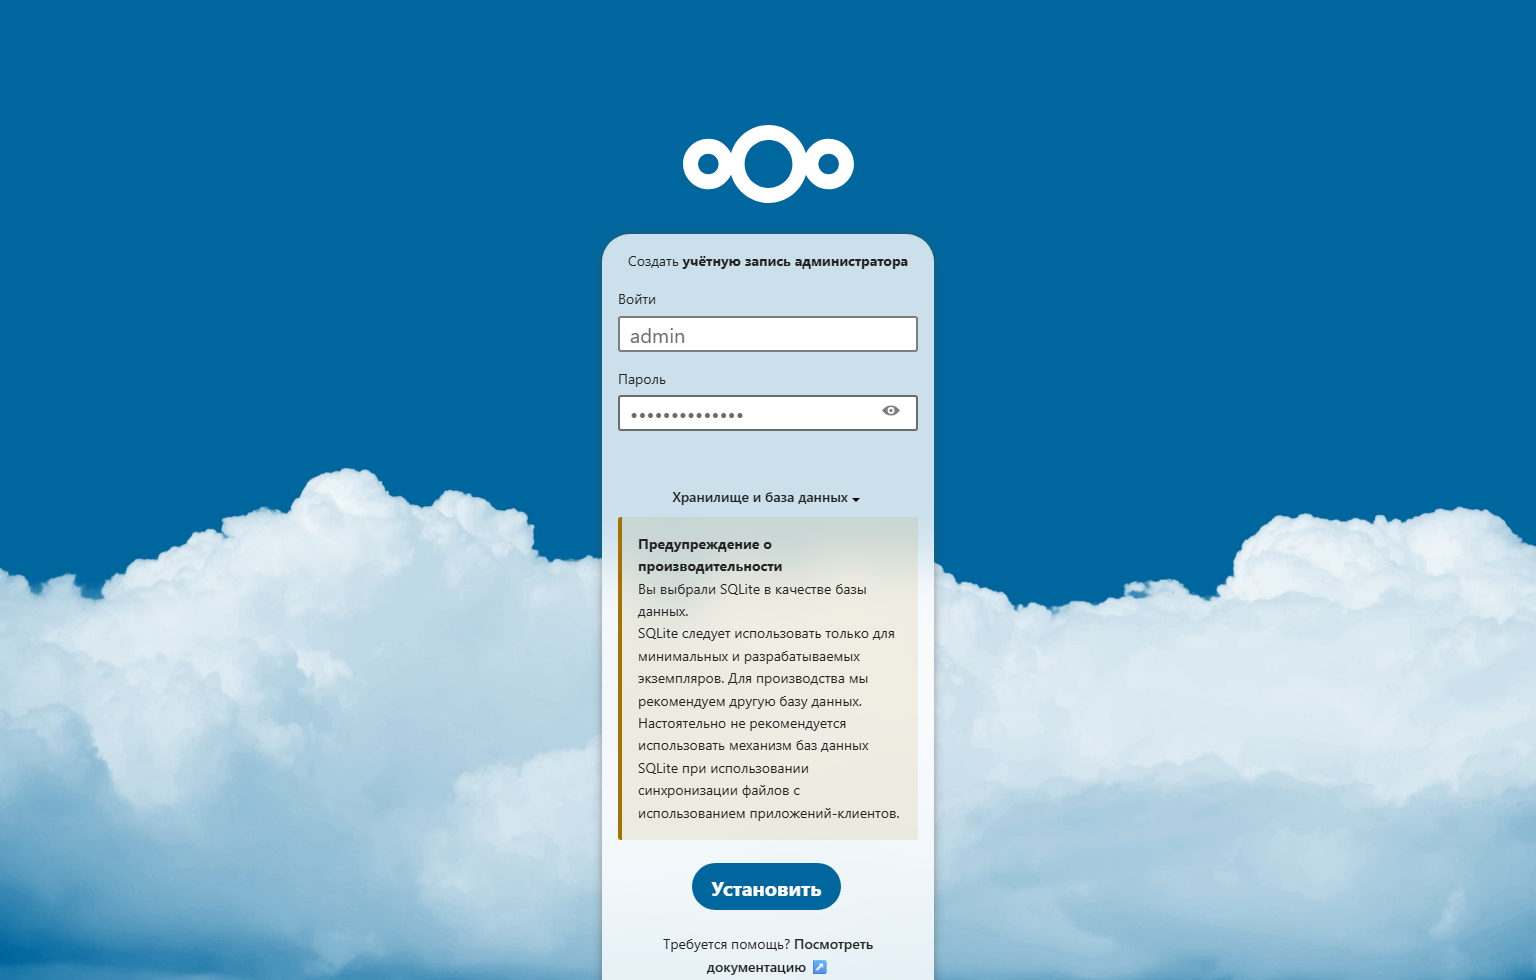 Создать учётную запись администратора
Войти
admin
Пароль
••••••••••••••
Хранилище и база данных
Предупреждение о
производительности
Вы выбрали SQLite в качестве базы
данных.
SQLite следует использовать только для
минимальных и разрабатываемых
экземпляров. Для производства мы
рекомендуем другую базу данных.
Настоятельно не рекомендуется
использовать механизм баз данных
SQLite при использовании
синхронизации файлов с
использованием приложений-клиентов.
Установить
Требуется помощь? Посмотреть
документацию ↗